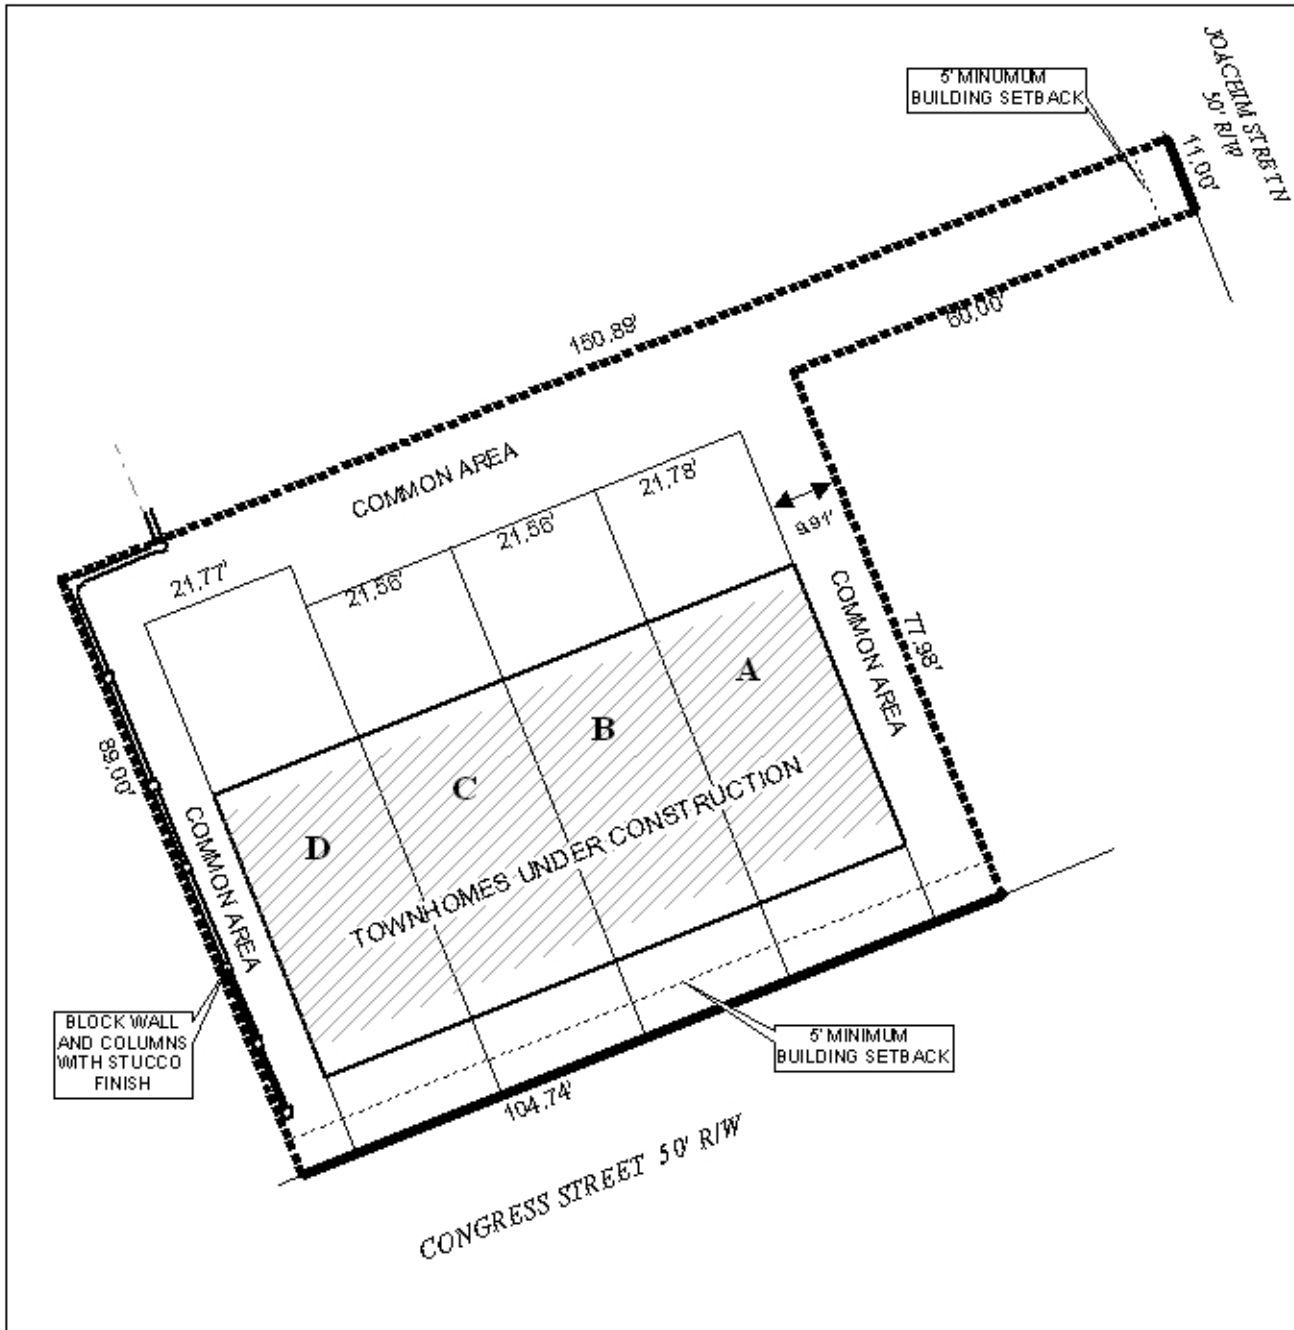 JOACHIM STRETN
50' R/W
5' MINUMUM
BUILDING SETBACK
11.00'
60.00'
150.89'
COMMON AREA
21.78'
21.56'
21.56'
21.77'
9.91'
COMMON AREA
77.98'
A
B
C
D
TOWNHOMES UNDER CONSTRUCTION
89.00'
COMMON AREA
BLOCK WALL
AND COLUMNS
WITH STUCCO
FINISH
5' MINIMUM
BUILDING SETBACK
104.74'
CONGRESS STREET 50' R/W